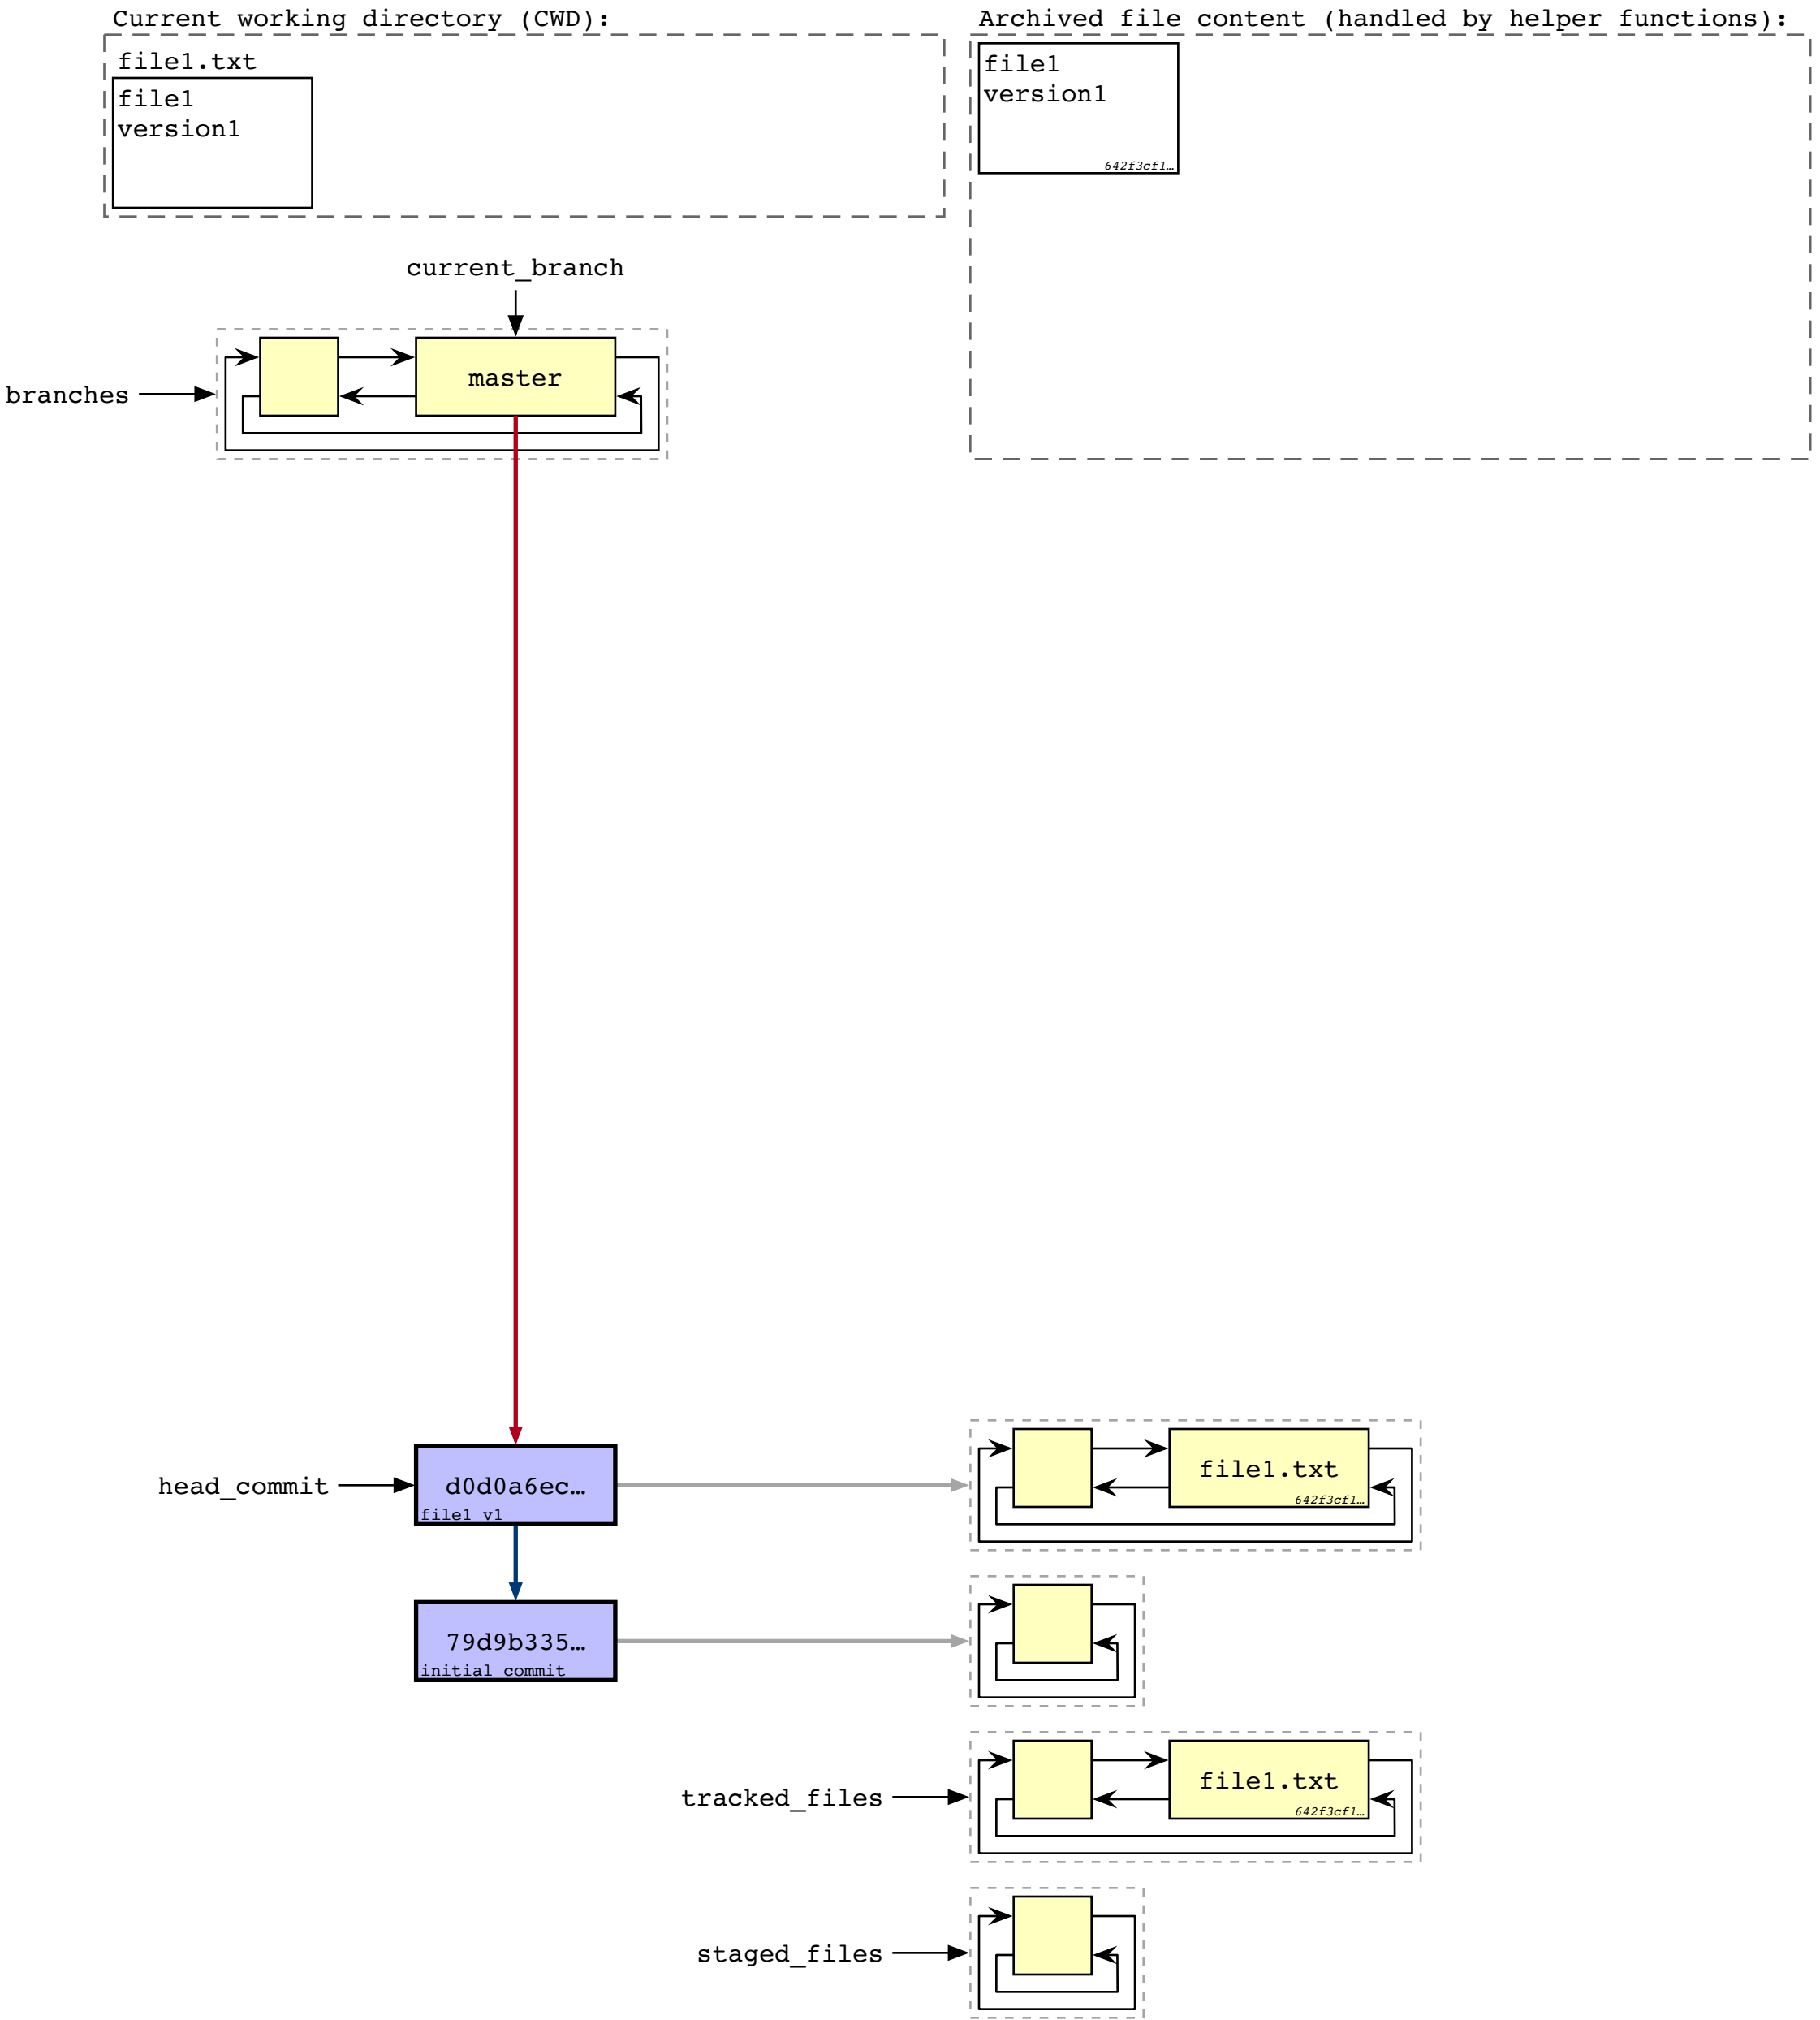 Current working directory (CWD):
file1.txt
file1
version1
Archived file content (handled by helper functions):
file1
version1
642f3cf1…
current_branch
branches
master
head_commit
d0d0a6ec…
file1 v1
file1.txt
642f3cf1…
79d9b335…
initial commit
tracked_files
file1.txt
642f3cf1…
staged_files